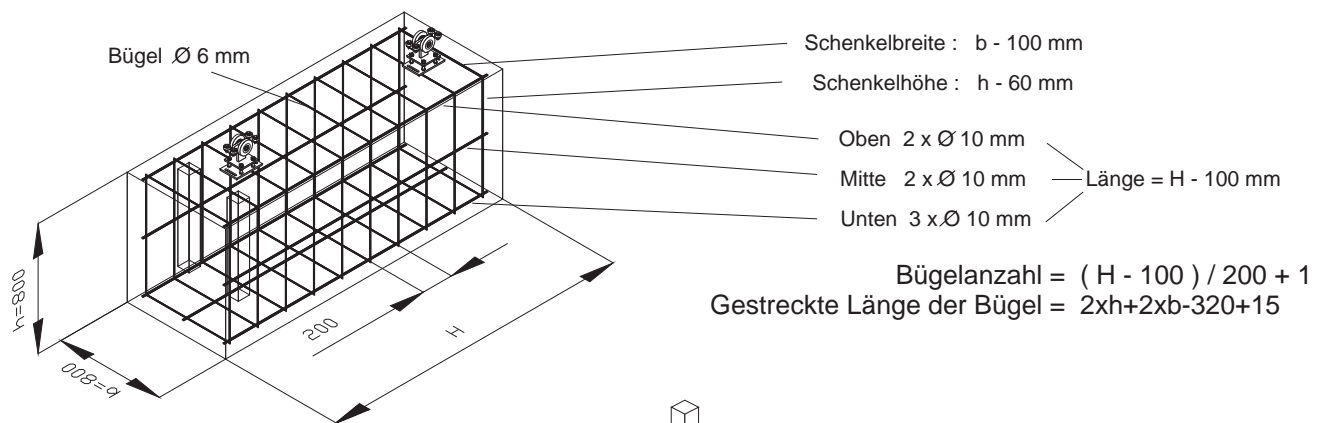 Bügel Ø 6 mm
Schenkelbreite : b - 100 mm
Schenkelhöhe : h - 60 mm
Oben 2 x Ø 10 mm
Mitte 2 x Ø 10 mm
Länge = H - 100 mm
Unten 3 x Ø 10 mm
Bügelanzahl = ( H - 100 ) / 200 + 1
Gestreckte Länge der Bügel = 2xh+2xb-320+15
h=800
b=800
200
H